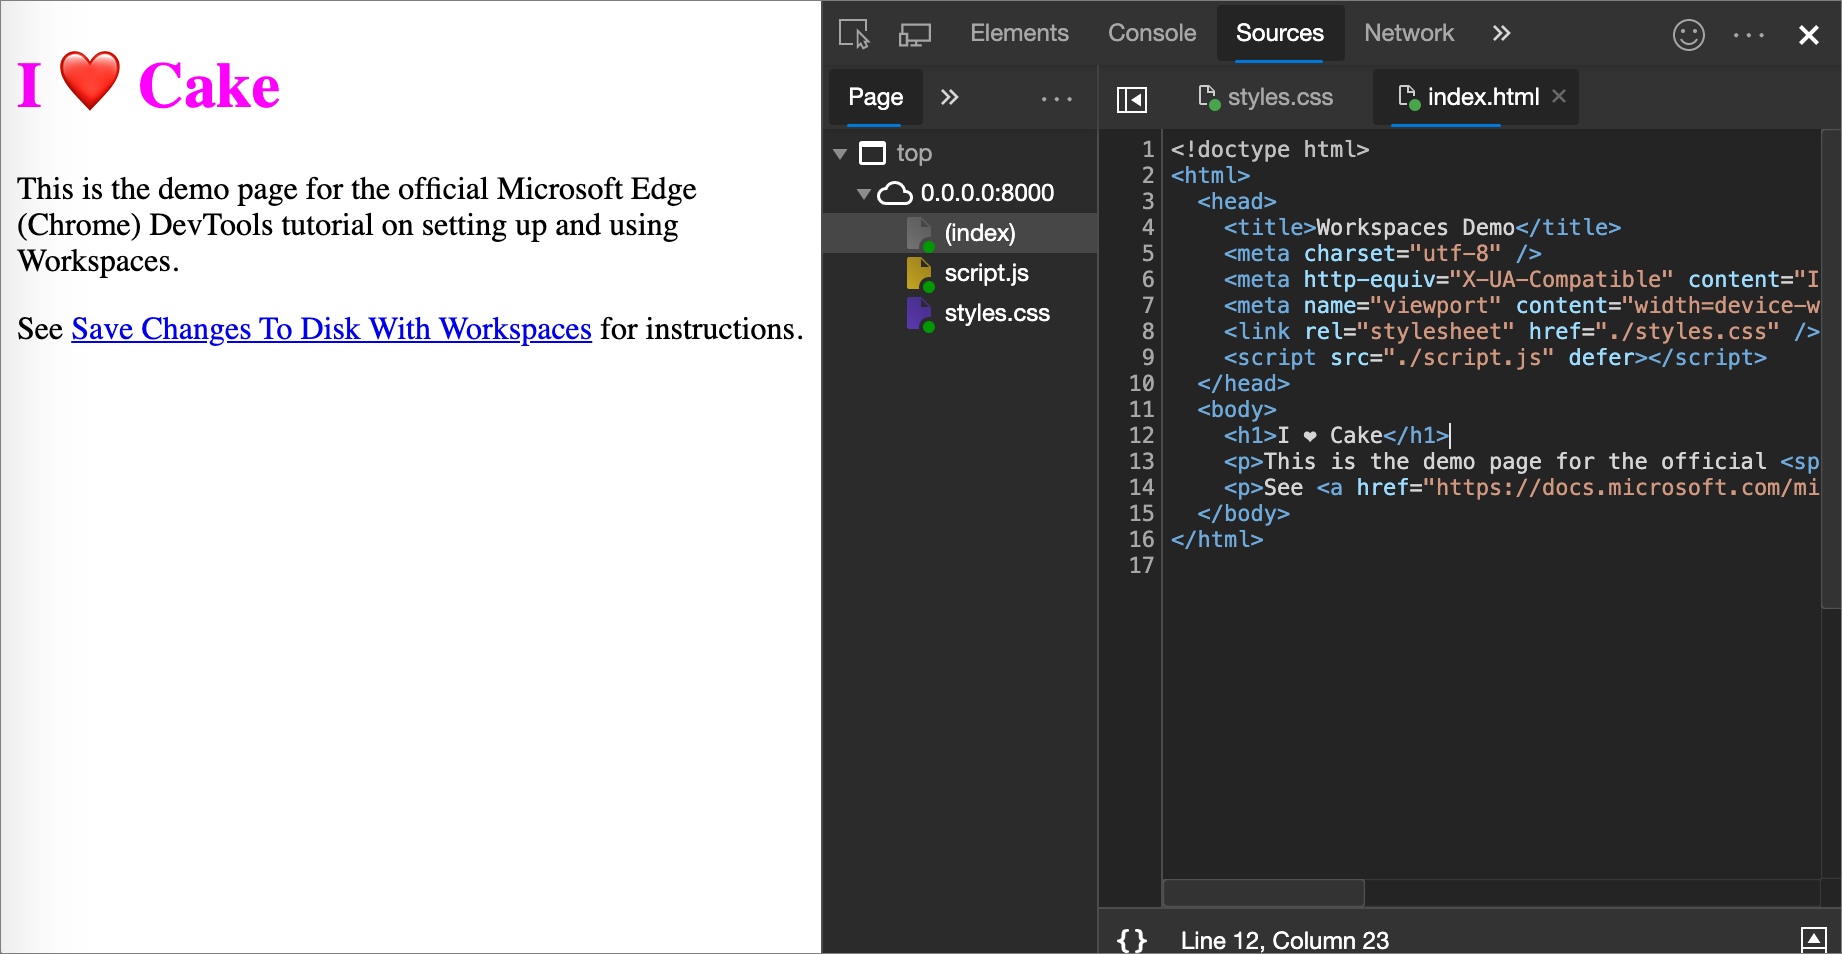 I ❤️ Cake
This is the demo page for the official Microsoft Edge
(Chrome) DevTools tutorial on setting up and using
Workspaces.
See Save Changes To Disk With Workspaces for instructions.
Elements Console Sources Network
Page
styles.css index.html
top
0.0.0.0:8000
(index)
script.js
styles.css
1 <!doctype html>
2 <html>
3 <head>
4 <title>Workspaces Demo</title>
5 <meta charset="utf-8" />
6 <meta http-equiv="X-UA-Compatible" content="I
7 <meta name="viewport" content="width=device-w
8 <link rel="stylesheet" href="./styles.css" />
9 <script src="./script.js" defer></script>
10 </head>
11 <body>
12 <h1>I ❤ Cake</h1>
13 <p>This is the demo page for the official <sp
14 <p>See <a href="https://docs.microsoft.com/mi
15 </body>
16 </html>
17
{} Line 12, Column 23